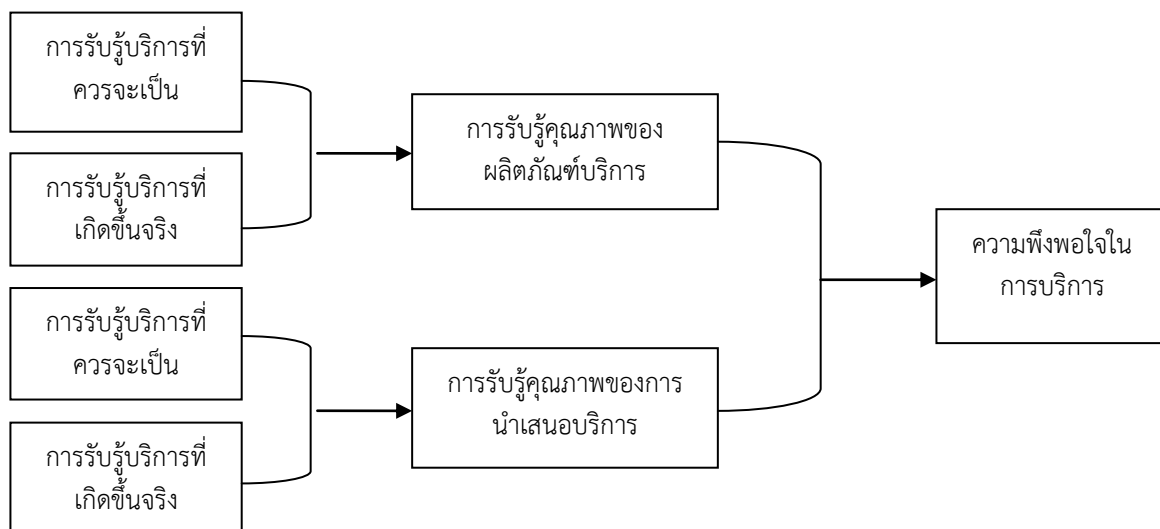 การรับรู้บริการที่
ควรจะเป็น
การรับรู้บริการที่
เกิดขึ้นจริง
การรับรู้บริการที่
ควรจะเป็น
การรับรู้บริการที่
เกิดขึ้นจริง
การรับรู้คุณภาพของ
ผลิตภัณฑ์บริการ
การรับรู้คุณภาพของการ
นำเสนอบริการ
ความพึงพอใจใน
การบริการ